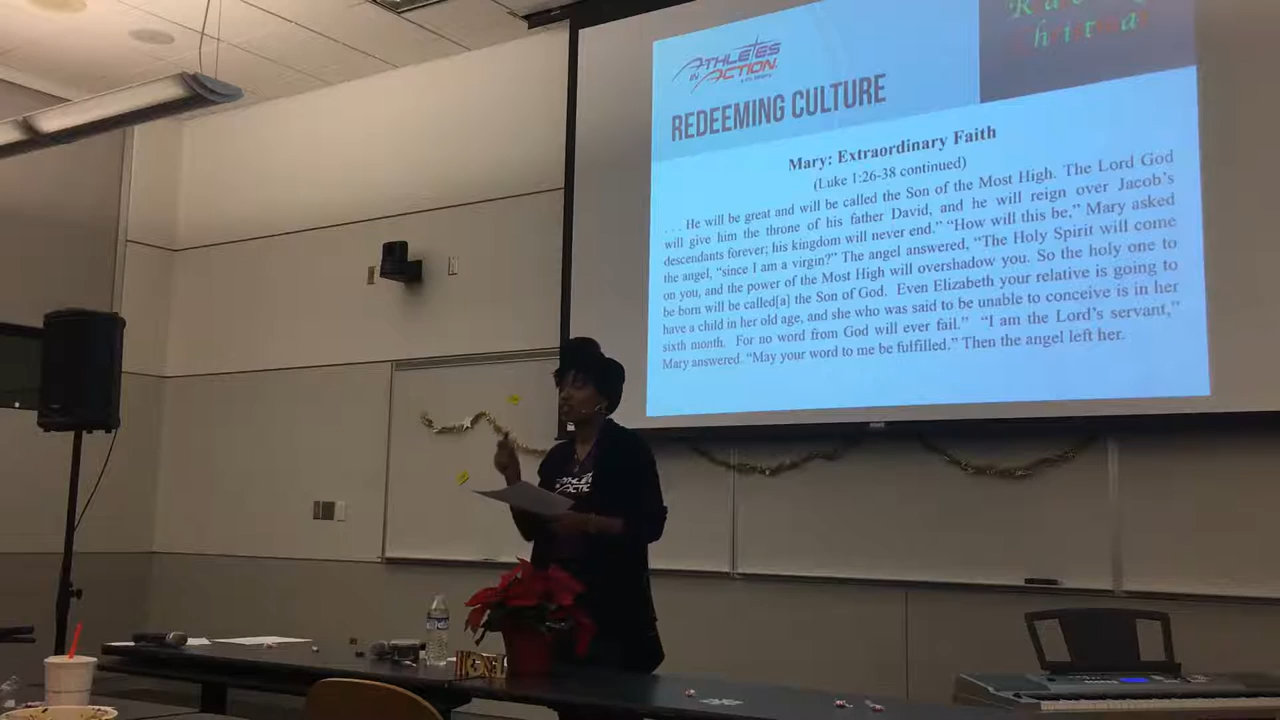 ATHLETES
IN ACTION
REDEEMING CULTURE
Mary: Extraordinary Faith
(Luke 1:26-38 continued)
. . . He will be great and will be called the Son of the Most High. The Lord God
will give him the throne of his father David, and he will reign over Jacob's
descendants forever; his kingdom will never end." "How will this be," Mary asked
the angel, "since I am a virgin?" The angel answered, "The Holy Spirit will come
on you, and the power of the Most High will overshadow you. So the holy one to
be born will be called[a] the Son of God. Even Elizabeth your relative is going to
have a child in her old age, and she who was said to be unable to conceive is in her
sixth month. For no word from God will ever fail." "I am the Lord's servant,"
Mary answered. "May your word to me be fulfilled." Then the angel left her.